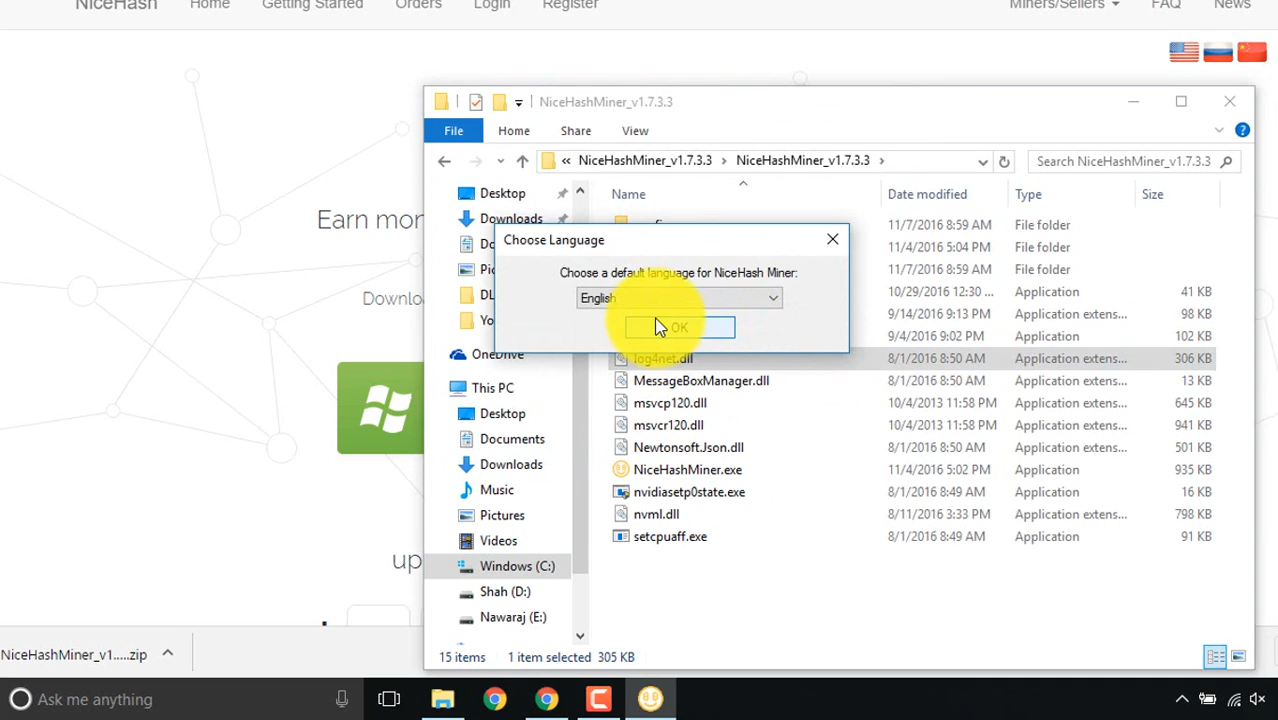 NiceHash Home Getting Started Orders Login Register Miners/Sellers FAQ News
NiceHashMiner_v1.7.3.3
File Home Share View
« NiceHashMiner_v1.7.3.3 › NiceHashMiner_v1.7.3.3 › Search NiceHashMiner_v1.7.3.3
Name Date modified Type Size
Desktop
Downloads
OneDrive
This PC
Desktop
Documents
Downloads
Music
Pictures
Videos
Windows (C:)
Shah (D:)
Nawaraj (E:)
11/7/2016 8:59 AM File folder
11/4/2016 5:04 PM File folder
11/7/2016 8:59 AM File folder
10/29/2016 12:30 ... Application 41 KB
9/14/2016 9:13 PM Application extens... 98 KB
9/4/2016 9:02 PM Application extens... 102 KB
log4net.dll 8/1/2016 8:50 AM Application extens... 306 KB
MessageBoxManager.dll 8/1/2016 8:50 AM Application extens... 13 KB
msvcp120.dll 10/4/2013 11:58 PM Application extens... 645 KB
msvcr120.dll 10/4/2013 11:58 PM Application extens... 941 KB
Newtonsoft.Json.dll 8/1/2016 8:50 AM Application extens... 501 KB
NiceHashMiner.exe 11/4/2016 5:02 PM Application 935 KB
nvidiasetp0state.exe 8/1/2016 8:49 AM Application 16 KB
nvml.dll 8/11/2016 3:33 PM Application extens... 798 KB
setcpuaff.exe 8/1/2016 8:49 AM Application 91 KB
Choose Language
Choose a default language for NiceHash Miner:
English
OK
15 items 1 item selected 305 KB
Earn mon
Downloa
up
NiceHashMiner_v1.....zip
Ask me anything